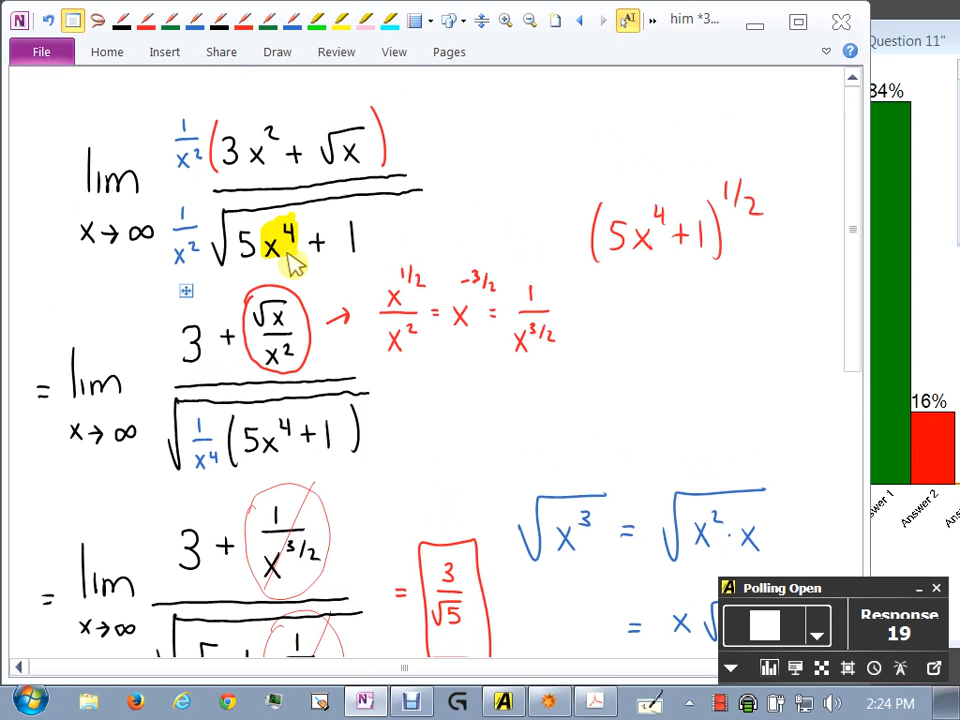 him *3...
Question 11"
File Home Insert Share Draw Review View Pages
84%
lim x→∞ 1/x² (3x² + √x) / 1/x² √(5x⁴ + 1)
(5x⁴ + 1)^1/2
= lim x→∞ (3 + √x/x²) / √(1/x⁴ (5x⁴ + 1))
→ x^1/2 / x² = x^-3/2 = 1/x^3/2
16%
Answer 1
Answer 2
√x³ = √(x² · x)
= lim x→∞ 3 + 1/x^3/2
= 3/√5
= x √
Polling Open
Response
19
2:24 PM